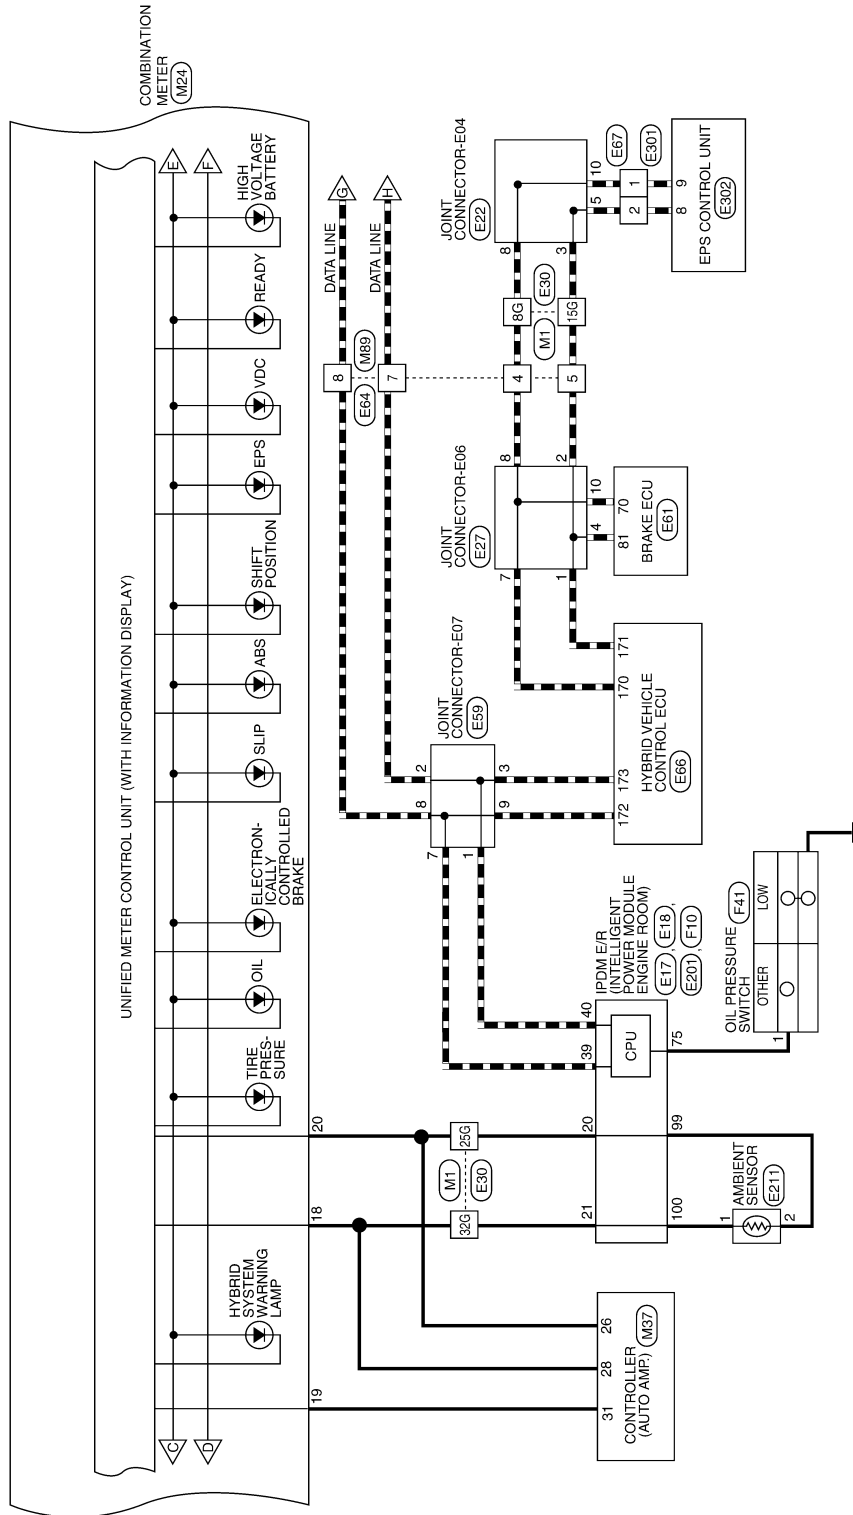 COMBINATION
METER
M24
UNIFIED METER CONTROL UNIT (WITH INFORMATION DISPLAY)
C
D
E
F
HYBRID
SYSTEM
WARNING
LAMP
TIRE
PRES-
SURE
OIL
ELECTRON-
ICALLY
CONTROLLED
BRAKE
SLIP
ABS
SHIFT
POSITION
EPS
VDC
READY
HIGH
VOLTAGE
BATTERY
19
18
20
G
H
DATA LINE
DATA LINE
8
7
M89
E64
4
5
M1
E30
8G
15G
JOINT
CONNECTOR-E04
E22
8
3
10
5
E67
E301
1
2
9
8
EPS CONTROL UNIT
E302
JOINT
CONNECTOR-E06
E27
8
2
7
1
10
4
70
81
BRAKE ECU
E61
JOINT
CONNECTOR-E07
E59
2
8
3
9
7
1
171
170
173
172
HYBRID VEHICLE
CONTROL ECU
E66
M1
E30
25G
32G
IPDM E/R
(INTELLIGENT
POWER MODULE
ENGINE ROOM)
E17 , E18 ,
E201 , F10
40
39
20
21
CPU
75
99
100
OIL PRESSURE
SWITCH
F41
OTHER
LOW
1
AMBIENT
SENSOR
E211
1
2
26
28
31
CONTROLLER
(AUTO AMP.)
M37